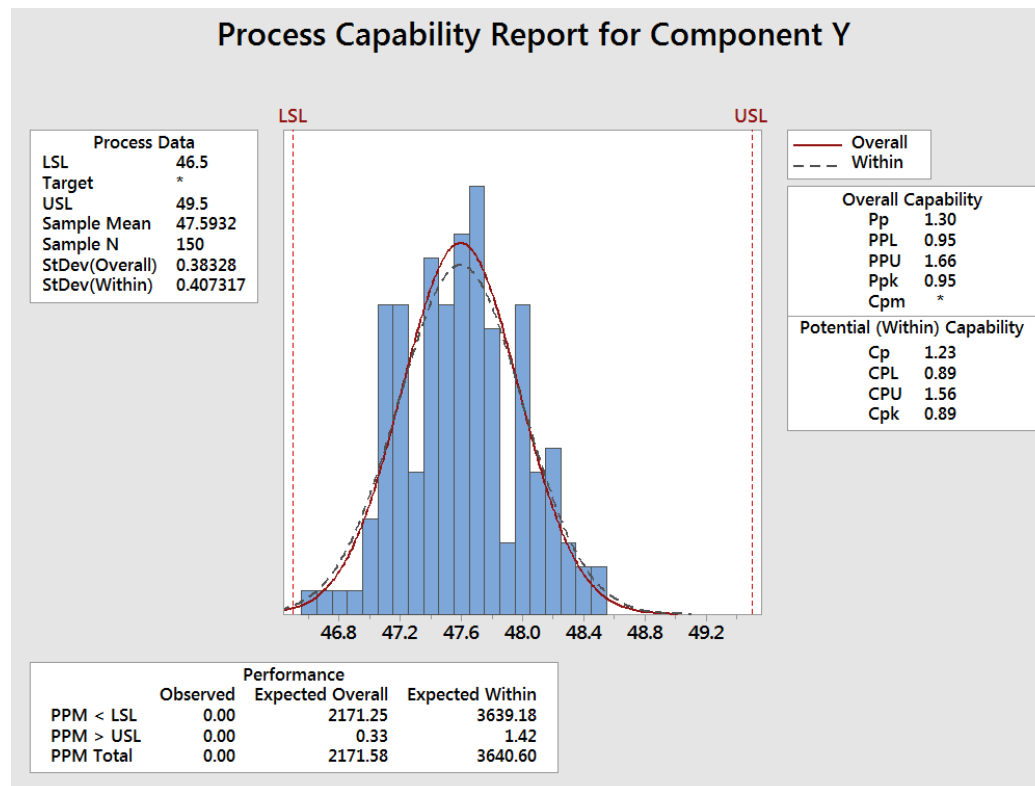 Process Capability Report for Component Y
LSL USL
Process Data
LSL 46.5
Target *
USL 49.5
Sample Mean 47.5932
Sample N 150
StDev(Overall) 0.38328
StDev(Within) 0.407317
Overall
Within
Overall Capability
Pp 1.30
PPL 0.95
PPU 1.66
Ppk 0.95
Cpm *
Potential (Within) Capability
Cp 1.23
CPL 0.89
CPU 1.56
Cpk 0.89
46.8 47.2 47.6 48.0 48.4 48.8 49.2
Performance
Observed Expected Overall Expected Within
PPM < LSL 0.00 2171.25 3639.18
PPM > USL 0.00 0.33 1.42
PPM Total 0.00 2171.58 3640.60